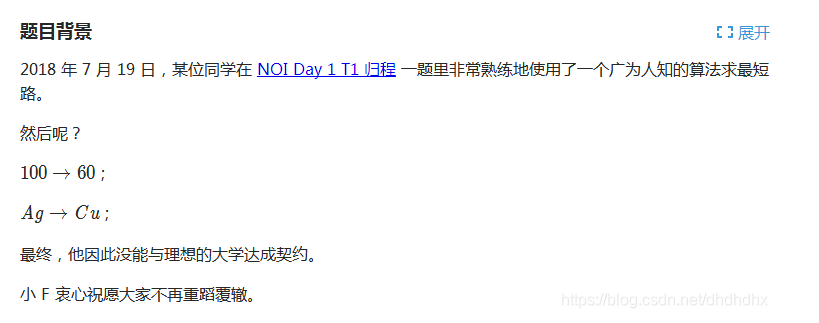 题目背景
展开
2018 年 7 月 19 日，某位同学在 NOI Day 1 T1 归程 一题里非常熟练地使用了一个广为人知的算法求最短
路。
然后呢？
100 → 60；
Ag → Cu；
最终，他因此没能与理想的大学达成契约。
小 F 衷心祝愿大家不再重蹈覆辙。
https://blog.csdn.net/dhdhdhx